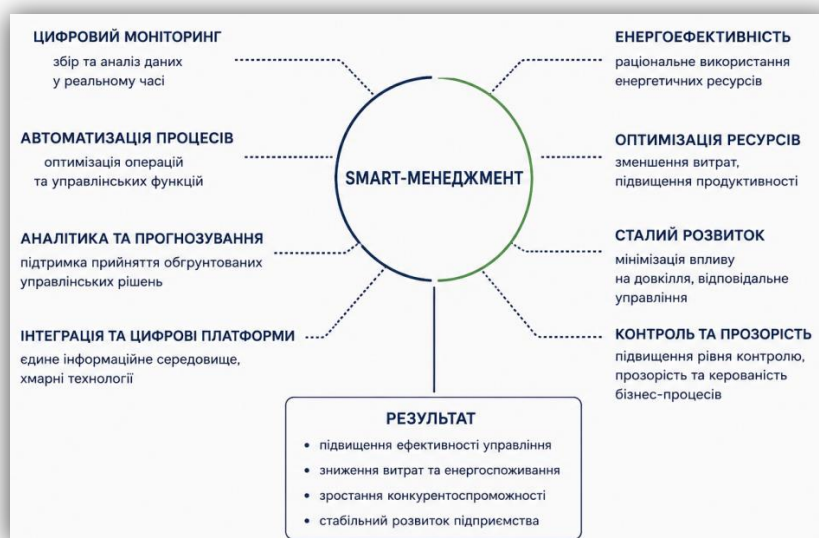 ЦИФРОВИЙ МОНІТОРИНГ
збір та аналіз даних
у реальному часі
АВТОМАТИЗАЦІЯ ПРОЦЕСІВ
оптимізація операцій
та управлінських функцій
АНАЛІТИКА ТА ПРОГНОЗУВАННЯ
підтримка прийняття обгрунтованих
управлінських рішень
ІНТЕГРАЦІЯ ТА ЦИФРОВІ ПЛАТФОРМИ
єдине інформаційне середовище,
хмарні технології
SMART-МЕНЕДЖМЕНТ
ЕНЕРГОЕФЕКТИВНІСТЬ
раціональне використання
енергетичних ресурсів
ОПТИМІЗАЦІЯ РЕСУРСІВ
зменшення витрат,
підвищення продуктивності
СТАЛИЙ РОЗВИТОК
мінімізація впливу
на довкілля, відповідальне
управління
КОНТРОЛЬ ТА ПРОЗОРІСТЬ
підвищення рівня контролю,
прозорість та керованість
бізнес-процесів
РЕЗУЛЬТАТ
• підвищення ефективності управління
• зниження витрат та енергоспоживання
• зростання конкурентоспроможності
• стабільний розвиток підприємства